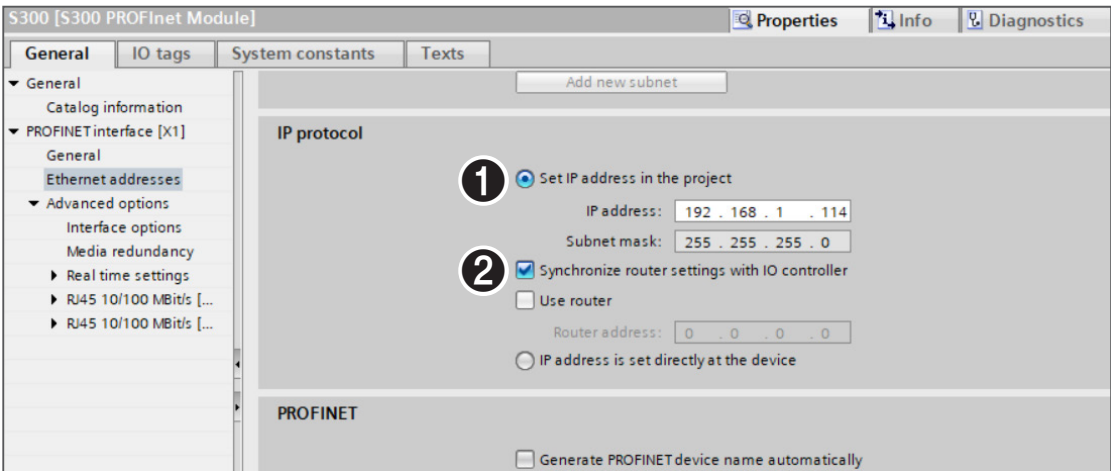 S300 [S300 PROFInet Module]
Properties
Info
Diagnostics
General
IO tags
System constants
Texts
General
Catalog information
PROFINET interface [X1]
General
Ethernet addresses
Advanced options
Interface options
Media redundancy
Real time settings
RJ45 10/100 MBit/s [...
RJ45 10/100 MBit/s [...
Add new subnet
IP protocol
1 Set IP address in the project
IP address: 192 . 168 . 1 . 114
Subnet mask: 255 . 255 . 255 . 0
2 Synchronize router settings with IO controller
Use router
Router address: 0 . 0 . 0 . 0
IP address is set directly at the device
PROFINET
Generate PROFINET device name automatically